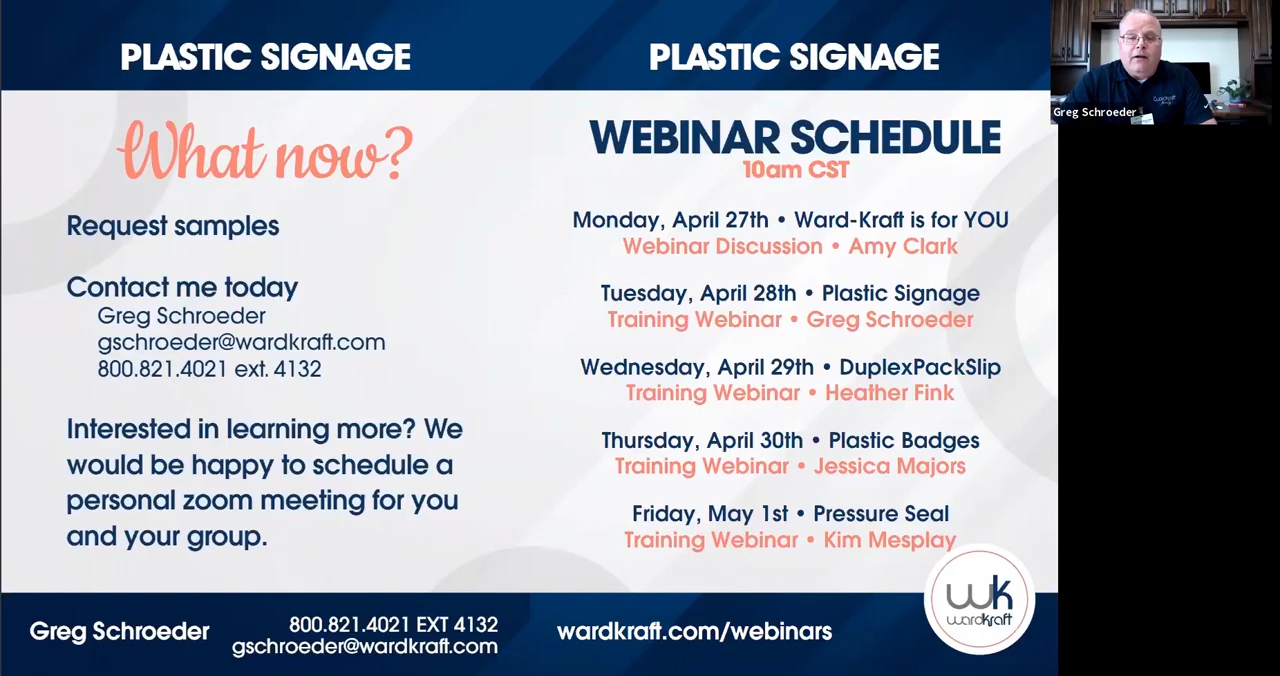 PLASTIC SIGNAGE
What now?
Request samples
Contact me today
Greg Schroeder
gschroeder@wardkraft.com
800.821.4021 ext. 4132
Interested in learning more? We
would be happy to schedule a
personal zoom meeting for you
and your group.
Greg Schroeder
800.821.4021 EXT 4132
gschroeder@wardkraft.com
PLASTIC SIGNAGE
WEBINAR SCHEDULE
10am CST
Monday, April 27th • Ward-Kraft is for YOU
Webinar Discussion • Amy Clark
Tuesday, April 28th • Plastic Signage
Training Webinar • Greg Schroeder
Wednesday, April 29th • DuplexPackSlip
Training Webinar • Heather Fink
Thursday, April 30th • Plastic Badges
Training Webinar • Jessica Majors
Friday, May 1st • Pressure Seal
Training Webinar • Kim Mesplay
wardkraft.com/webinars
wk
wardkraft
Greg Schroeder